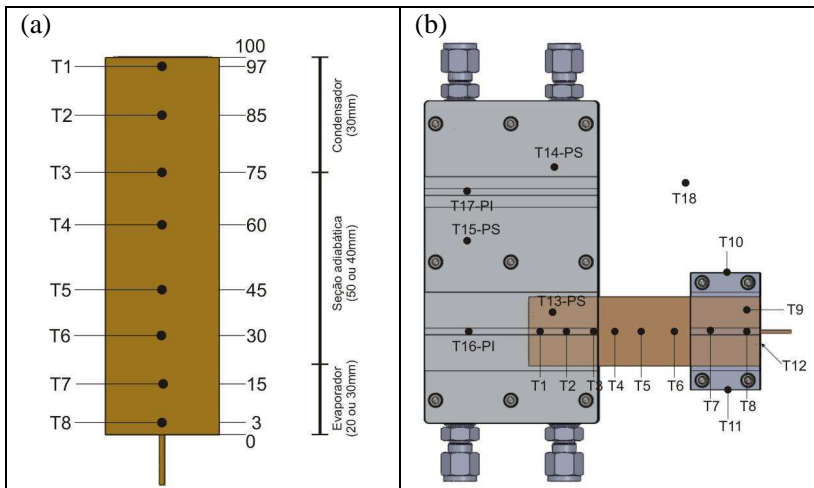 (a)
100
T1
97
T2
85
T3
75
T4
60
T5
45
T6
30
T7
15
T8
3
0
Condensador
(30mm)
Seção adiabática
(50 ou 40mm)
Evaporador
(20 ou 30mm)
(b)
T14-PS
T18
T17-PI
T15-PS
T10
T13-PS
T9
T16-PI
T12
T1
T2
T3
T4
T5
T6
T7
T8
T11